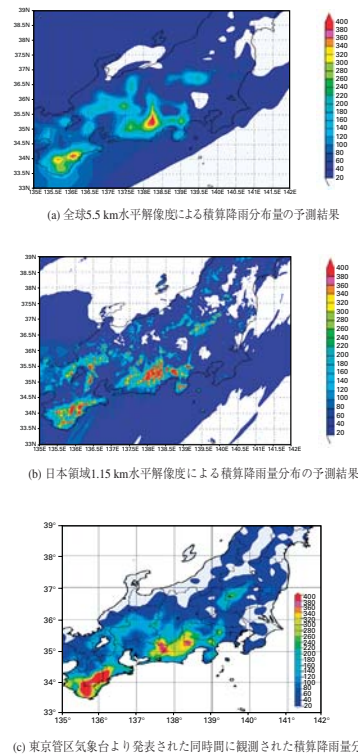 39N
38.5N
38N
37.5N
37N
36.5N
36N
35.5N
35N
34.5N
34N
33.5N
33N
135E 135.5E 136E 136.5E 137E 137.5E 138E 138.5E 139E 139.5E 140E 140.5E 141E 141.5E 142E
400
380
360
340
320
300
280
260
240
220
200
180
160
140
120
100
80
60
40
20
(a) 全球5.5 km水平解像度による積算降雨分布量の予測結果
39N
38.5N
38N
37.5N
37N
36.5N
36N
35.5N
35N
34.5N
34N
33.5N
33N
135E 135.5E 136E 136.5E 137E 137.5E 138E 138.5E 139E 139.5E 140E 140.5E 141E 141.5E 142E
400
380
360
340
320
300
280
260
240
220
200
180
160
140
120
100
80
60
40
20
(b) 日本領域1.15 km水平解像度による積算降雨量分布の予測結果
39°
38°
37°
36°
35°
34°
33°
135° 136° 137° 138° 139° 140° 141° 142°
400
380
360
340
320
300
280
260
240
220
200
180
160
140
120
100
80
60
40
20
(c) 東京管区気象台より発表された同時間に観測された積算降雨量